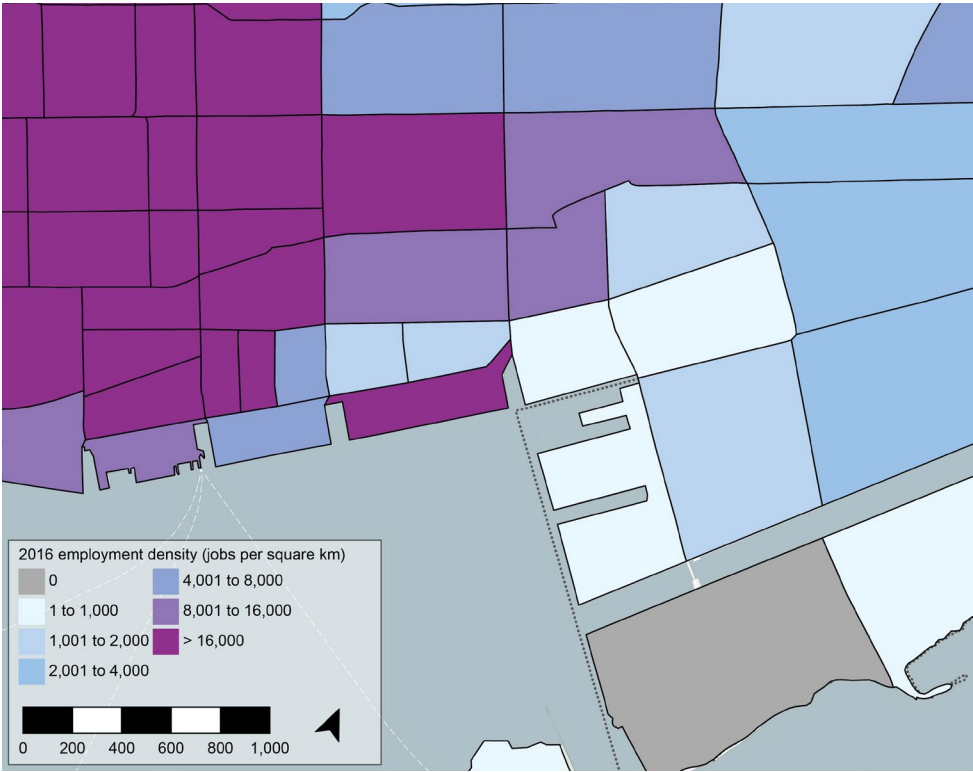 2016 employment density (jobs per square km)
0
1 to 1,000
1,001 to 2,000
2,001 to 4,000
4,001 to 8,000
8,001 to 16,000
> 16,000
0 200 400 600 800 1,000